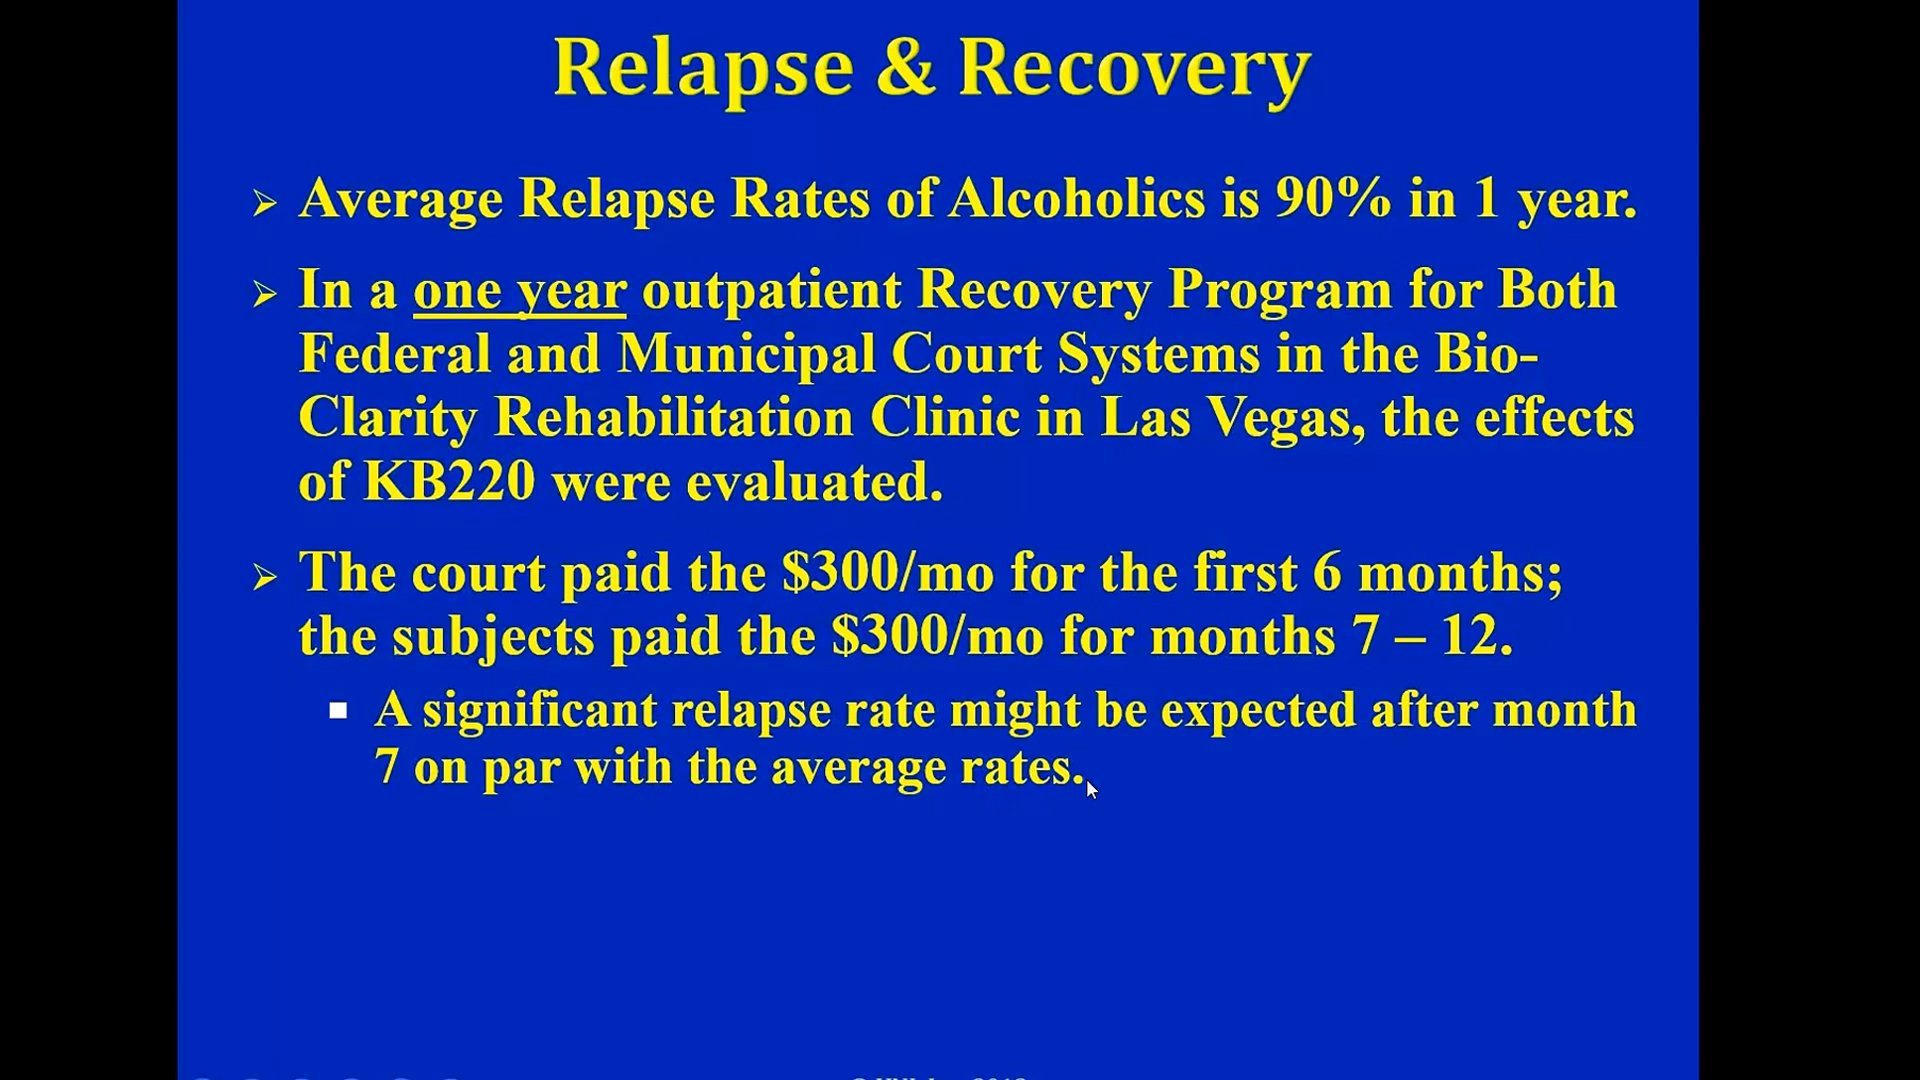 Relapse & Recovery
Average Relapse Rates of Alcoholics is 90% in 1 year.
In a one year outpatient Recovery Program for Both
Federal and Municipal Court Systems in the Bio-
Clarity Rehabilitation Clinic in Las Vegas, the effects
of KB220 were evaluated.
The court paid the $300/mo for the first 6 months;
the subjects paid the $300/mo for months 7 – 12.
A significant relapse rate might be expected after month
7 on par with the average rates.